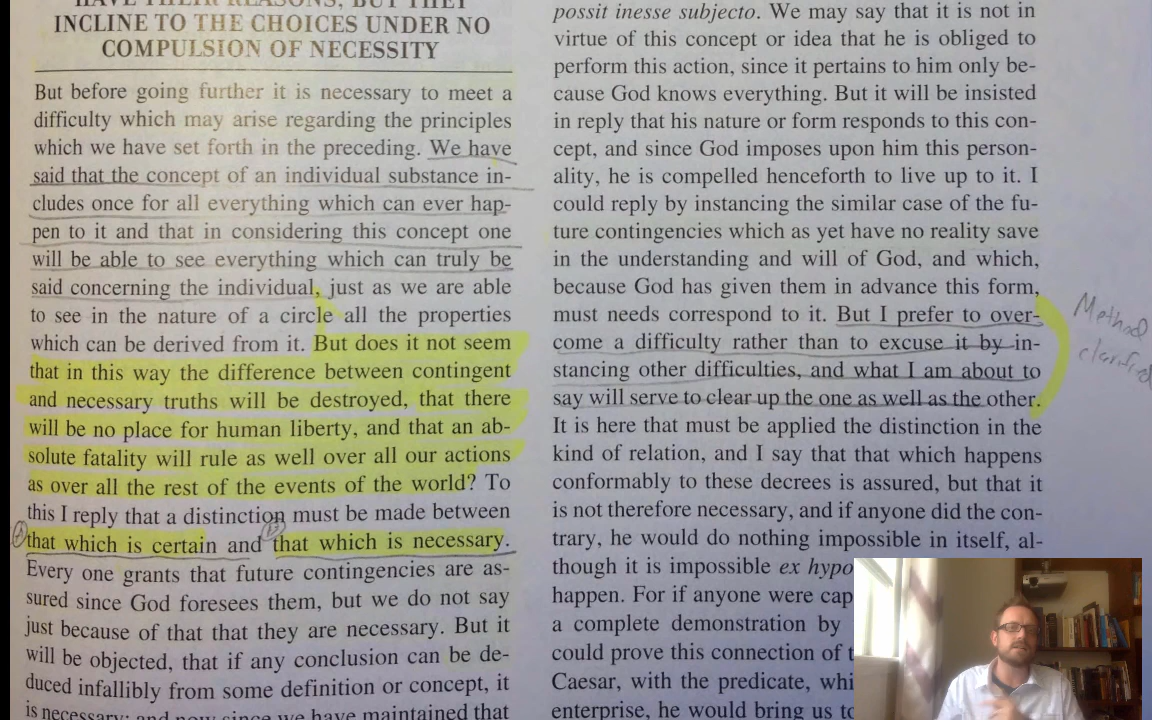 HAVE THEIR REASONS, BUT THEY
INCLINE TO THE CHOICES UNDER NO
COMPULSION OF NECESSITY
But before going further it is necessary to meet a
difficulty which may arise regarding the principles
which we have set forth in the preceding. We have
said that the concept of an individual substance in-
cludes once for all everything which can ever hap-
pen to it and that in considering this concept one
will be able to see everything which can truly be
said concerning the individual, just as we are able
to see in the nature of a circle all the properties
which can be derived from it. But does it not seem
that in this way the difference between contingent
and necessary truths will be destroyed, that there
will be no place for human liberty, and that an ab-
solute fatality will rule as well over all our actions
as over all the rest of the events of the world? To
this I reply that a distinction must be made between
that which is certain and that which is necessary.
Every one grants that future contingencies are as-
sured since God foresees them, but we do not say
just because of that that they are necessary. But it
will be objected, that if any conclusion can be de-
duced infallibly from some definition or concept, it
is necessary; and now since we have maintained that
possit inesse subjecto. We may say that it is not in
virtue of this concept or idea that he is obliged to
perform this action, since it pertains to him only be-
cause God knows everything. But it will be insisted
in reply that his nature or form responds to this con-
cept, and since God imposes upon him this person-
ality, he is compelled henceforth to live up to it. I
could reply by instancing the similar case of the fu-
ture contingencies which as yet have no reality save
in the understanding and will of God, and which,
because God has given them in advance this form,
must needs correspond to it. But I prefer to over-
come a difficulty rather than to excuse it by in-
stancing other difficulties, and what I am about to
say will serve to clear up the one as well as the other.
It is here that must be applied the distinction in the
kind of relation, and I say that that which happens
conformably to these decrees is assured, but that it
is not therefore necessary, and if anyone did the con-
trary, he would do nothing impossible in itself, al-
though it is impossible ex hypo
happen. For if anyone were cap
a complete demonstration by
could prove this connection of t
Caesar, with the predicate, whi
enterprise, he would bring us to
Method
clarified